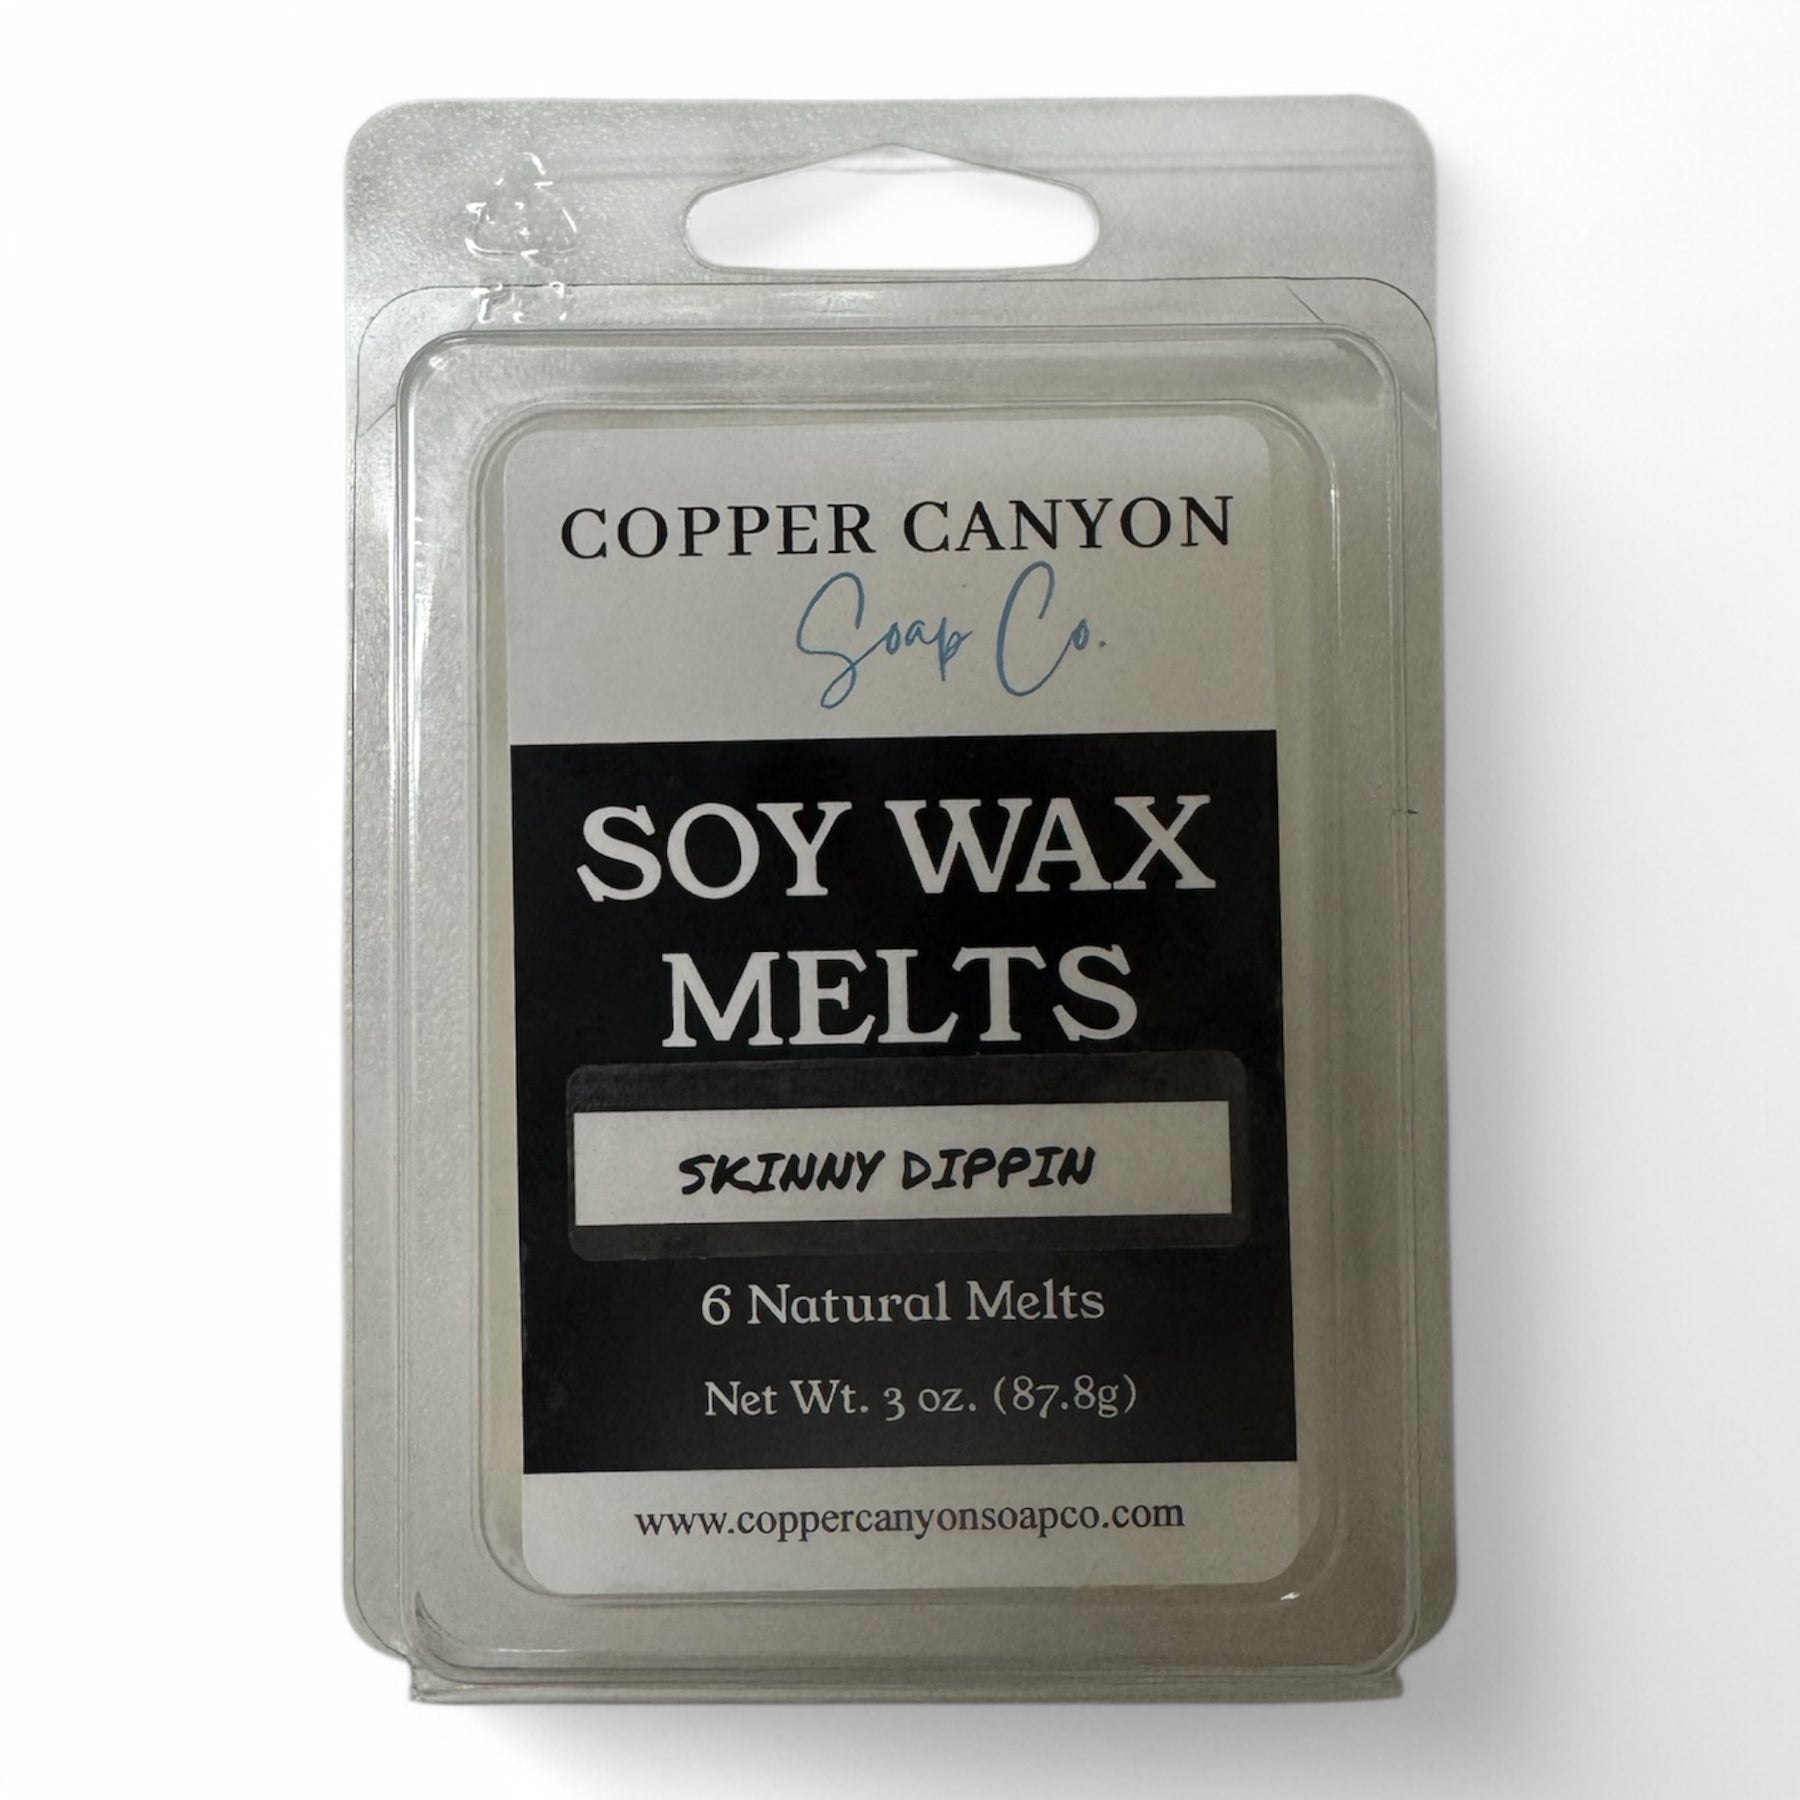 COPPER CANYON
Soap Co.
SOY WAX
MELTS
SKINNY DIPPIN
6 Natural Melts
Net Wt. 3 oz. (87.8g)
www.coppercanyonsoapco.com